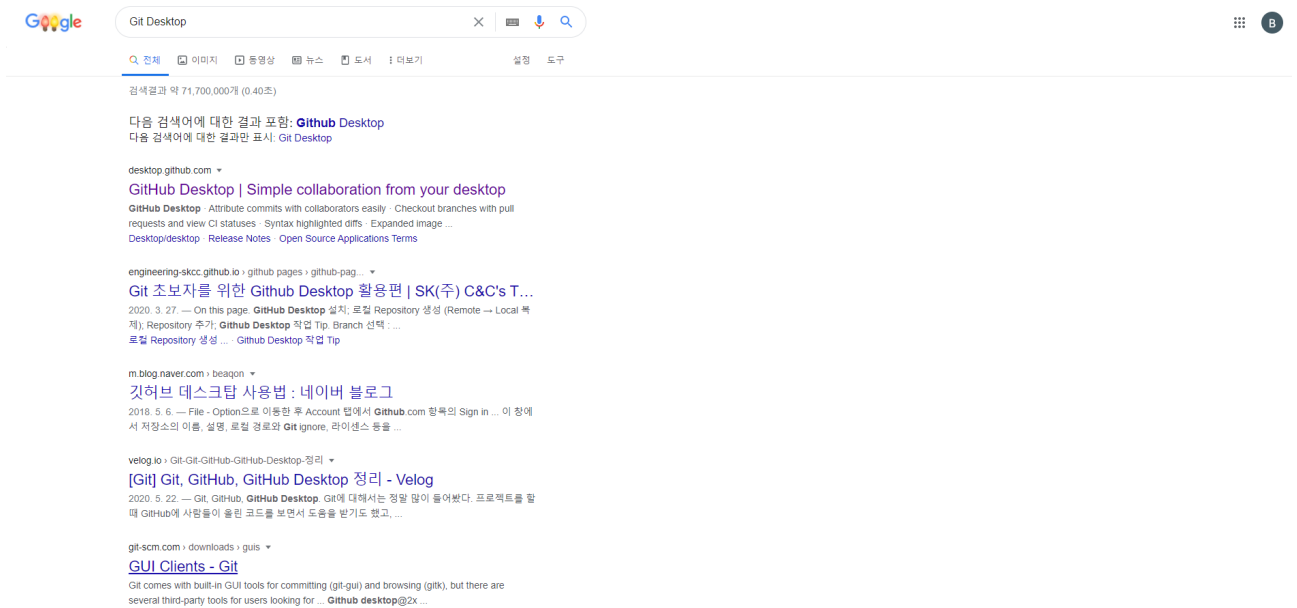 Google
Git Desktop
B
전체 이미지 동영상 뉴스 도서 더보기 설정 도구
검색결과 약 71,700,000개 (0.40초)
다음 검색어에 대한 결과 포함: Github Desktop
다음 검색어에 대한 결과만 표시: Git Desktop
desktop.github.com
GitHub Desktop | Simple collaboration from your desktop
GitHub Desktop · Attribute commits with collaborators easily · Checkout branches with pull
requests and view CI statuses · Syntax highlighted diffs · Expanded image ...
Desktop/desktop · Release Notes · Open Source Applications Terms
engineering-skcc.github.io › github pages › github-pag...
Git 초보자를 위한 Github Desktop 활용편 | SK(주) C&C's T...
2020. 3. 27. — On this page. GitHub Desktop 설치; 로컬 Repository 생성 (Remote → Local 복
제); Repository 추가; Github Desktop 작업 Tip. Branch 선택 : ...
로컬 Repository 생성 ... · Github Desktop 작업 Tip
m.blog.naver.com › beaqon
깃허브 데스크탑 사용법 : 네이버 블로그
2018. 5. 6. — File - Option으로 이동한 후 Account 탭에서 Github.com 항목의 Sign in ... 이 창에
서 저장소의 이름, 설명, 로컬 경로와 Git ignore, 라이센스 등을 ...
velog.io › Git-Git-GitHub-GitHub-Desktop-정리
[Git] Git, GitHub, GitHub Desktop 정리 - Velog
2020. 5. 22. — Git, GitHub, GitHub Desktop. Git에 대해서는 정말 많이 들어봤다. 프로젝트를 할
때 GitHub에 사람들이 올린 코드를 보면서 도움을 받기도 했고, ...
git-scm.com › downloads › guis
GUI Clients - Git
Git comes with built-in GUI tools for committing (git-gui) and browsing (gitk), but there are
several third-party tools for users looking for ... Github desktop@2x ...